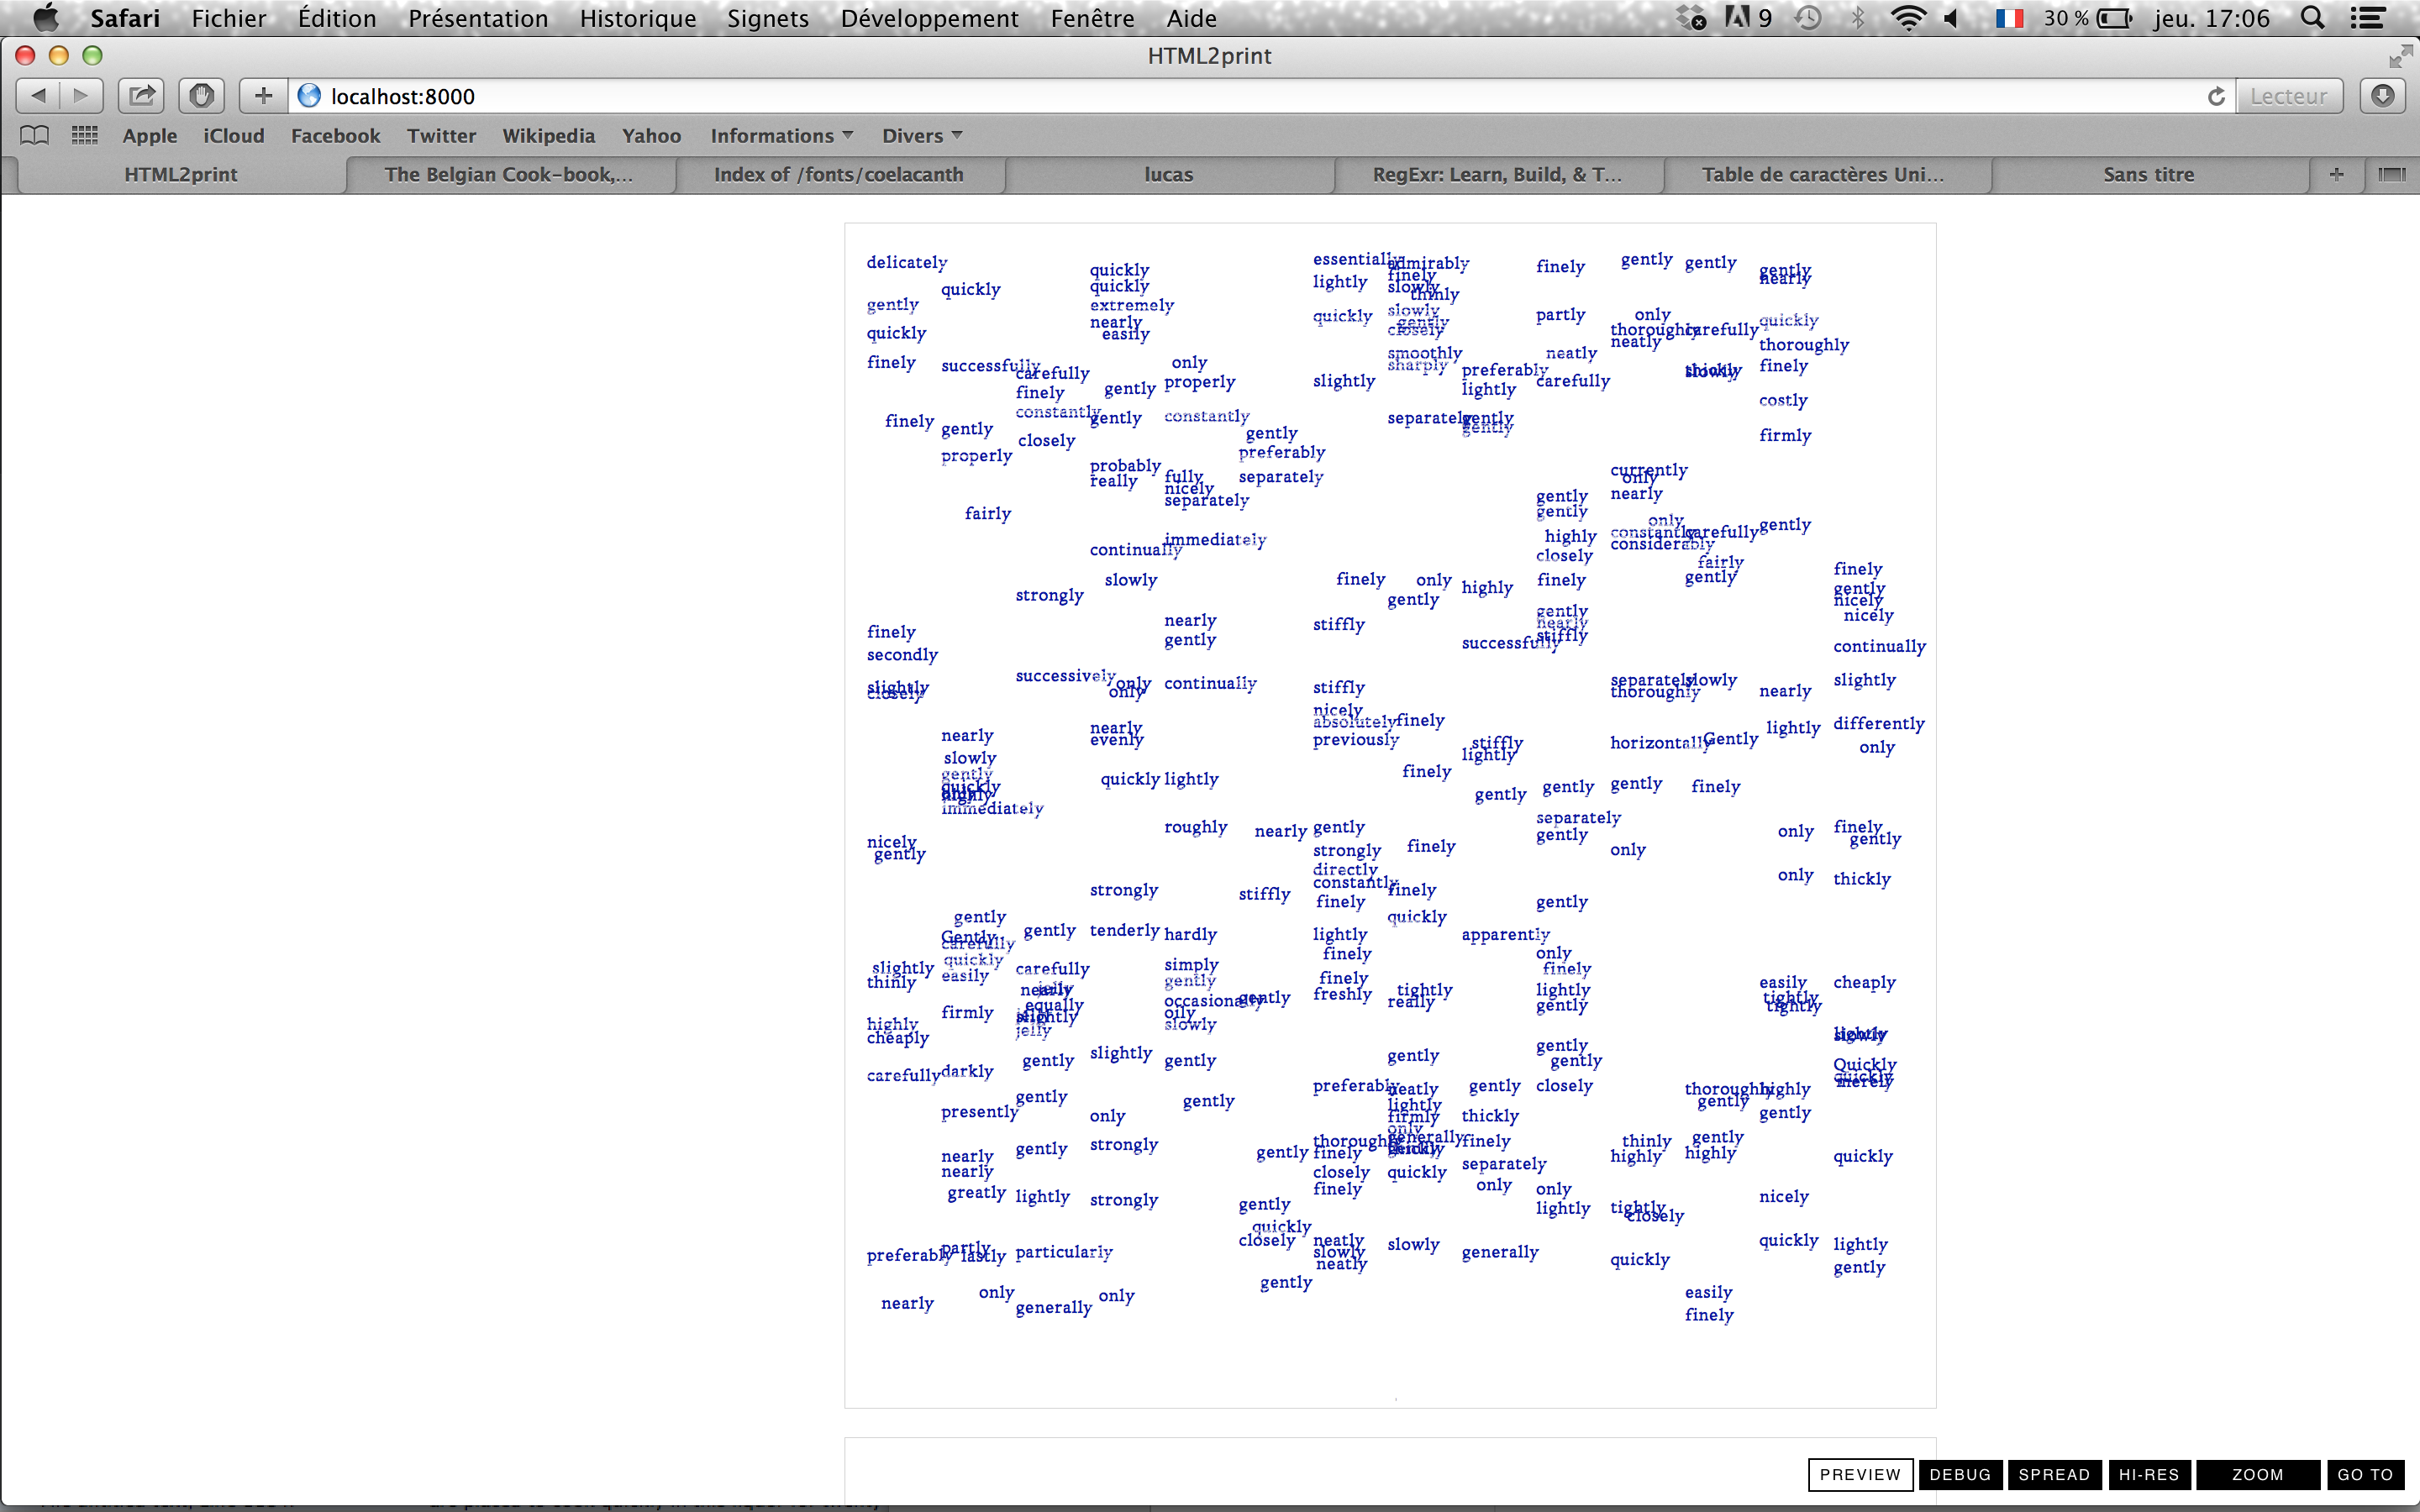 Safari Fichier Édition Présentation Historique Signets Développement Fenêtre Aide 9 30 % jeu. 17:06
HTML2print
localhost:8000 Lecteur
Apple iCloud Facebook Twitter Wikipedia Yahoo Informations Divers
HTML2print The Belgian Cook-book,... Index of /fonts/coelacanth lucas RegExr: Learn, Build, & T... Table de caractères Uni... Sans titre
delicately quickly essentially admirably finely gently gently gently
quickly quickly lightly finely slowly thinly nearly
gently extremely quickly slowly partly only quickly
quickly nearly easily gently closely thoroughly carefully neatly thoroughly
finely successfully carefully only smoothly sharply preferably neatly thickly slowly finely
finely gently properly slightly lightly carefully costly
finely gently constantly gently constantly separately gently gently firmly
closely gently
properly preferably
probably really fully nicely separately separately currently only nearly
fairly gently gently only
continually immediately highly closely constantly carefully considerably gently fairly
strongly slowly finely only gently highly finely gently finely gently nicely nicely
finely nearly gently stiffly gently nearly stiffly successfully continually
secondly
slightly closely successively only only continually stiffly separately slowly thoroughly nearly slightly
nearly nearly evenly nicely absolutely finely previously stiffly lightly horizontally Gently lightly differently only
slowly gently quickly highly immediately quickly lightly finely gently gently gently finely
nicely gently roughly nearly gently finely separately gently only only finely gently
strongly directly constantly finely
strongly stiffly finely gently only thickly
gently quickly
Gently carefully gently tenderly hardly lightly apparently
quickly finely only
slightly easily carefully simply finely finely
thinly nearly jelly gently freshly tightly lightly easily cheaply
firmly equally slightly jelly occasionally gently oily slowly really gently tightly tightly
highly cheaply lightly slowly
gently slightly gently gently gently gently Quickly quickly merely
carefully darkly preferably neatly gently closely thoroughly highly
presently gently only gently lightly firmly thickly gently gently
only
nearly gently strongly gently thoroughly finely generally thickly finely thinly gently
nearly closely quickly separately highly highly quickly
greatly lightly strongly gently finely only only lightly tightly closely nicely
quickly
preferably partly lastly particularly closely neatly slowly neatly slowly generally quickly quickly lightly
gently gently
nearly only generally only easily
finely
PREVIEW DEBUG SPREAD HI-RES ZOOM GO TO